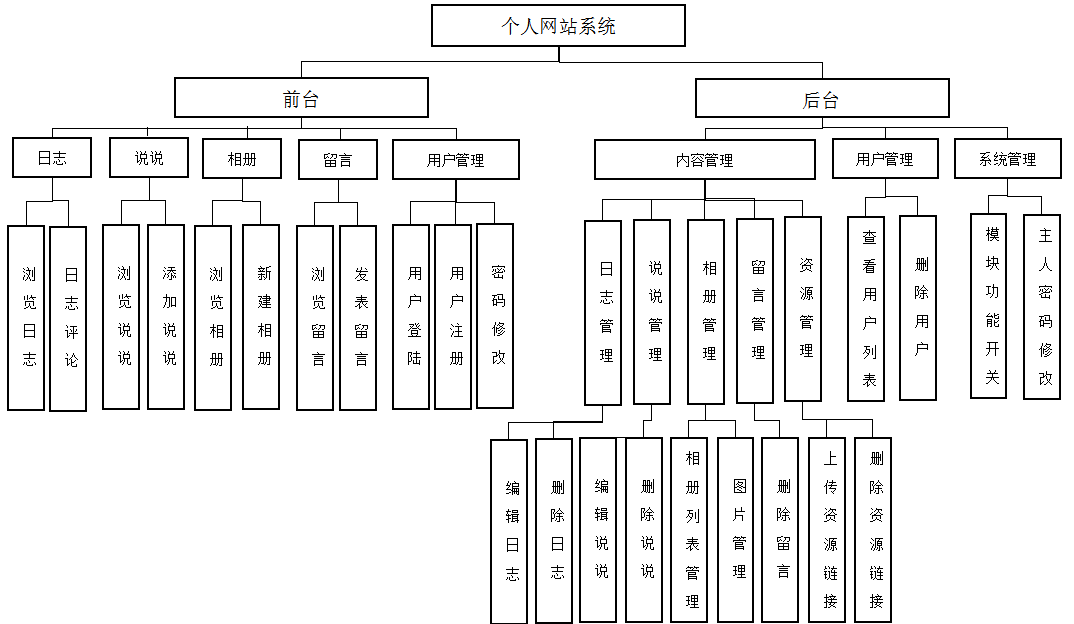 个人网站系统
前台
后台
日志
说说
相册
留言
用户管理
内容管理
用户管理
系统管理
浏览日志
日志评论
浏览说说
添加说说
浏览相册
新建相册
浏览留言
发表留言
用户登陆
用户注册
密码修改
日志管理
说说管理
相册管理
留言管理
资源管理
查看用户列表
删除用户
模块功能开关
主人密码修改
编辑日志
删除日志
编辑说说
删除说说
相册列表管理
图片管理
删除留言
上传资源链接
删除资源链接